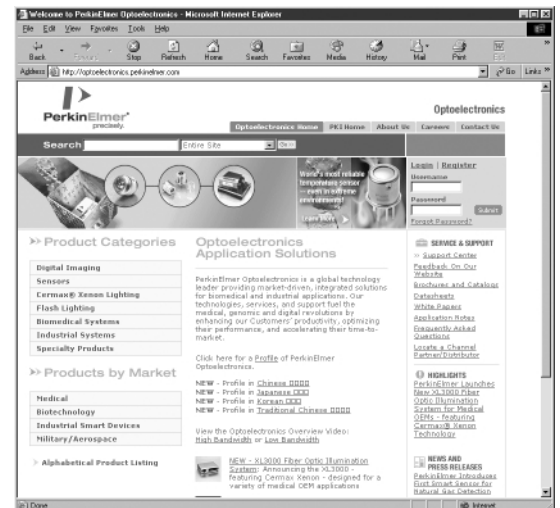 Welcome to PerkinElmer Optoelectronics - Microsoft Internet Explorer
File Edit View Favorites Tools Help
Back Forward Stop Refresh Home Search Favorites Media History Mail Print Edit
Address http://optoelectronics.perkinelmer.com Go Links »
PerkinElmer
precisely.
Optoelectronics
Optoelectronics Home PKI Home About Us Careers Contact Us
Search Entire Site Go >>
World's most reliable
temperature sensor
— even in extreme
environments!
Learn more
Login | Register
Username
Password
Submit
Forgot Password?
>> Product Categories
Digital Imaging
Sensors
Cermax® Xenon Lighting
Flash Lighting
Biomedical Systems
Industrial Systems
Specialty Products
>> Products by Market
Medical
Biotechnology
Industrial Smart Devices
Military/Aerospace
> Alphabetical Product Listing
Optoelectronics
Application Solutions
PerkinElmer Optoelectronics is a global technology
leader providing market-driven, integrated solutions
for biomedical and industrial applications. Our
technologies, services, and support fuel the
medical, genomic and digital revolutions by
enhancing our Customers' productivity, optimizing
their performance, and accelerating their time-to-
market.
Click here for a Profile of PerkinElmer
Optoelectronics.
NEW - Profile in Chinese □□□□
NEW - Profile in Japanese □□□
NEW - Profile in Korean □□□
NEW - Profile in Traditional Chinese □□□□
View the Optoelectronics Overview Video:
High Bandwidth or Low Bandwidth
NEW - XL3000 Fiber Optic Illumination
System: Announcing the XL3000 -
featuring Cermax Xenon - designed for a
variety of medical OEM applications
SERVICE & SUPPORT
>> Support Center
Feedback On Our
Website
Brochures and Catalogs
Datasheets
White Papers
Application Notes
Frequently Asked
Questions
Locate a Channel
Partner/Distributor
HIGHLIGHTS
PerkinElmer Launches
New XL3000 Fiber
Optic Illumination
System for Medical
OEMs - featuring
Cermax® Xenon
Technology
NEWS AND
PRESS RELEASES
PerkinElmer Introduces
First Smart Sensor for
Natural Gas Detection
Done Internet